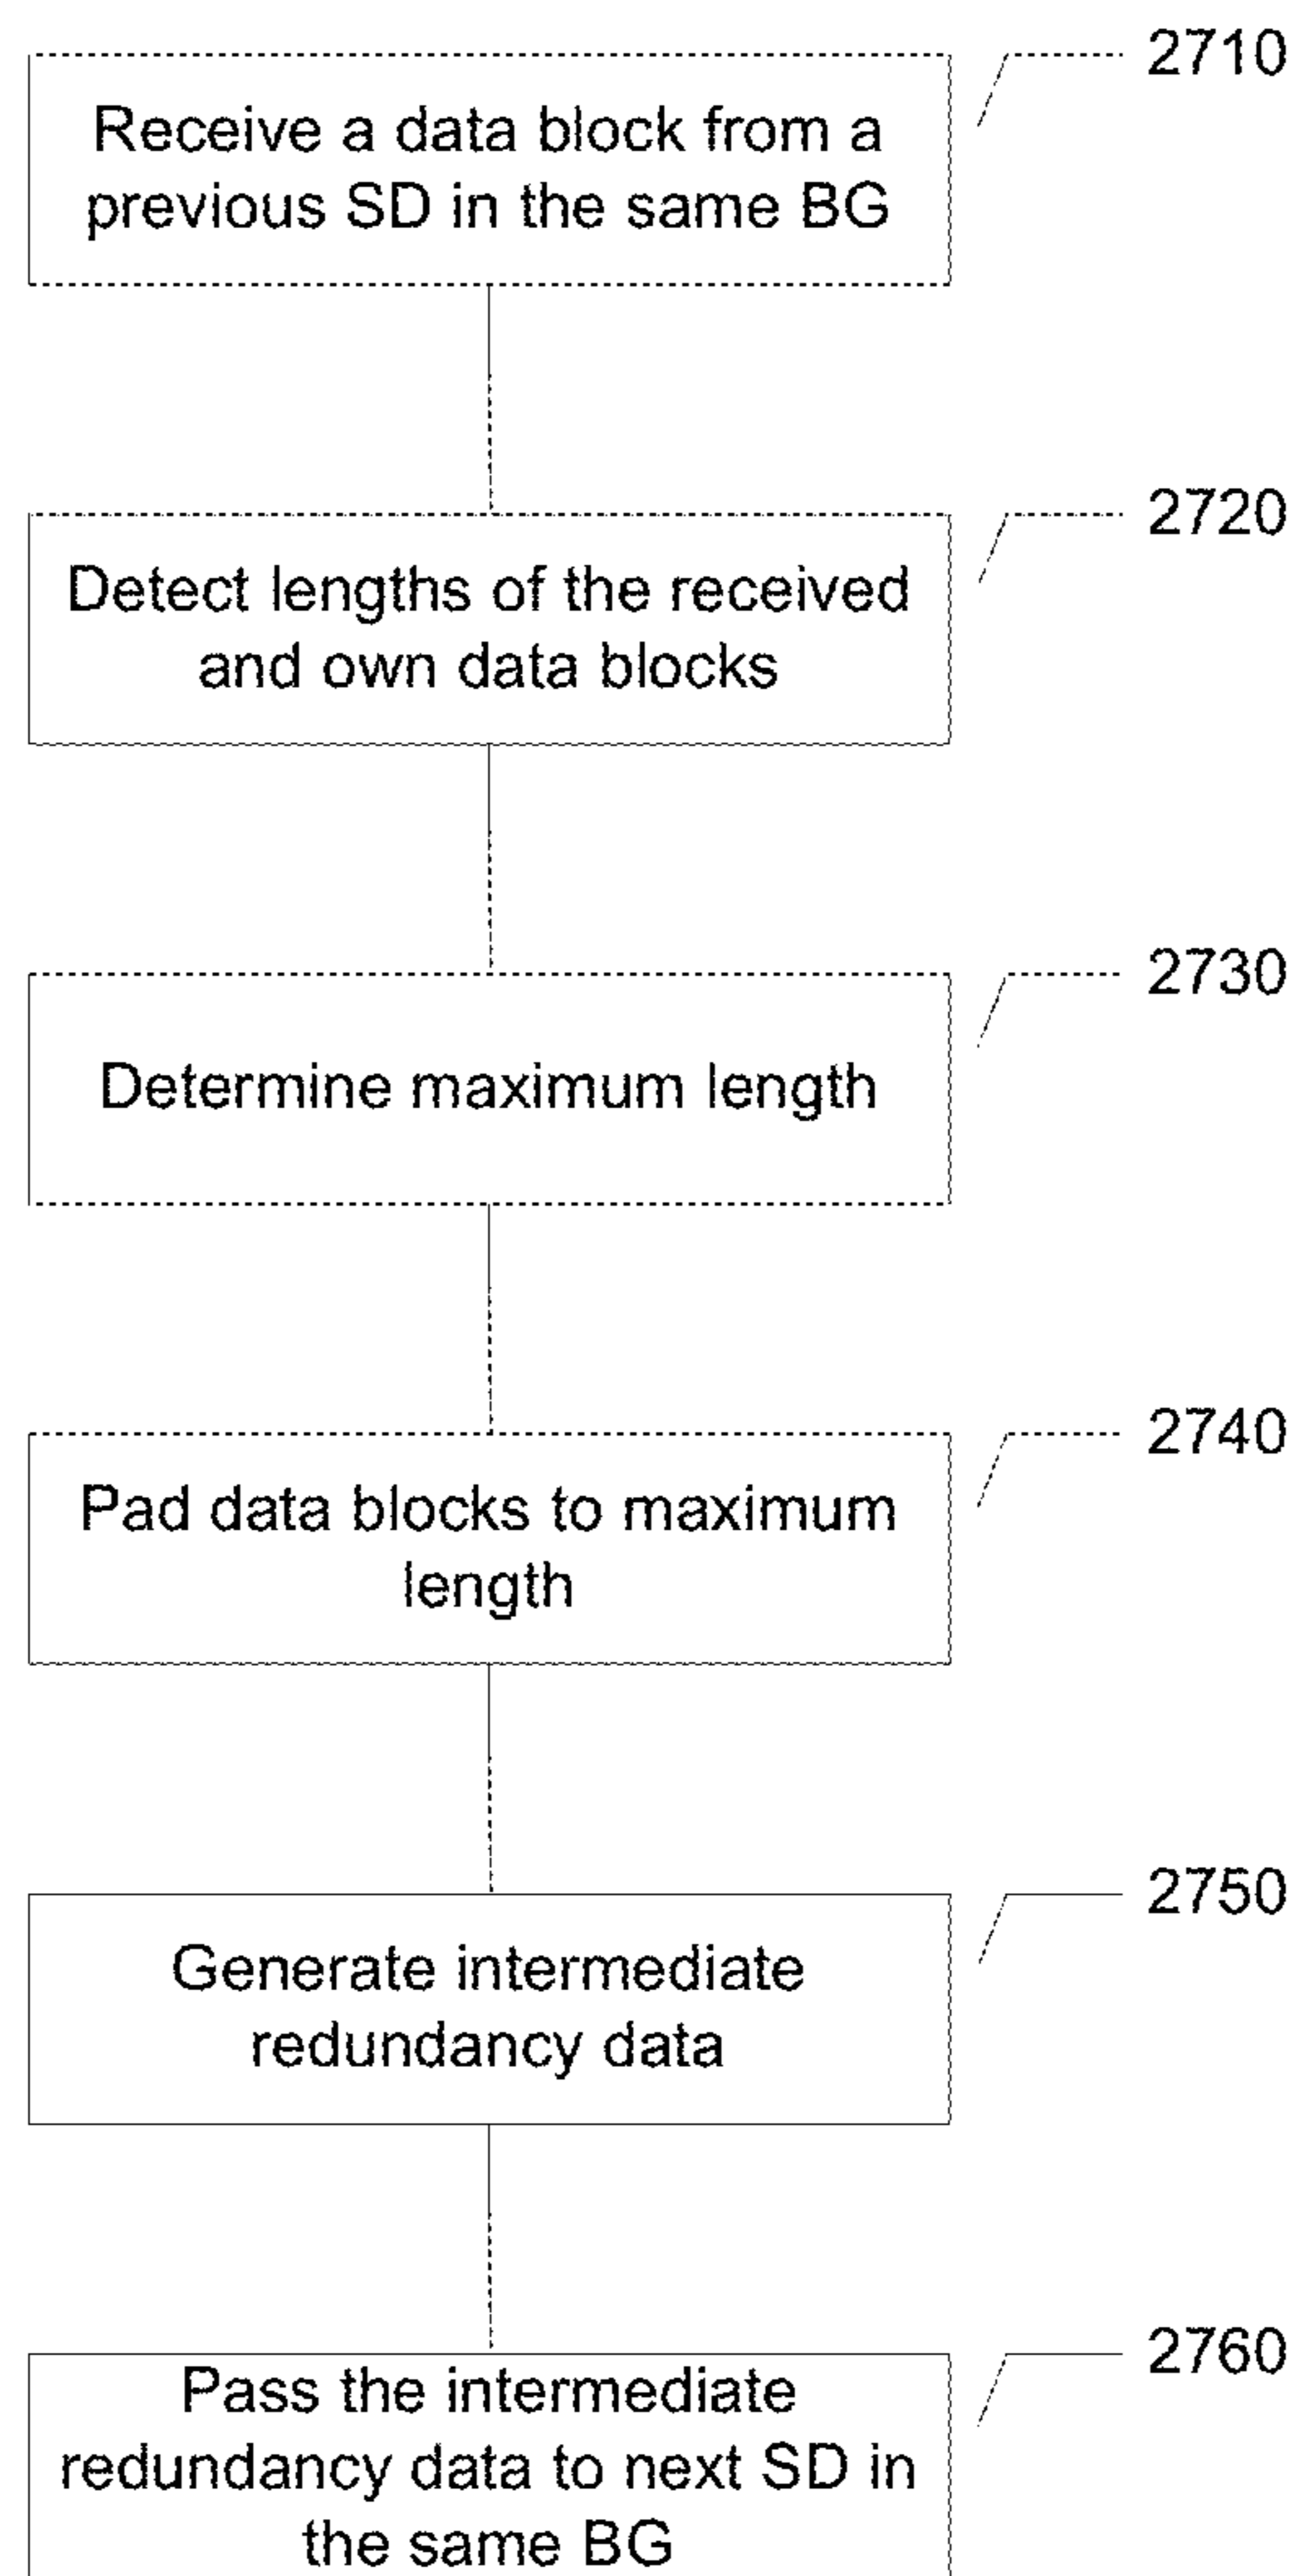 2710
Receive a data block from a
previous SD in the same BG
2720
Detect lengths of the received
and own data blocks
2730
Determine maximum length
2740
Pad data blocks to maximum
length
2750
Generate intermediate
redundancy data
2760
Pass the intermediate
redundancy data to next SD in
the same BG